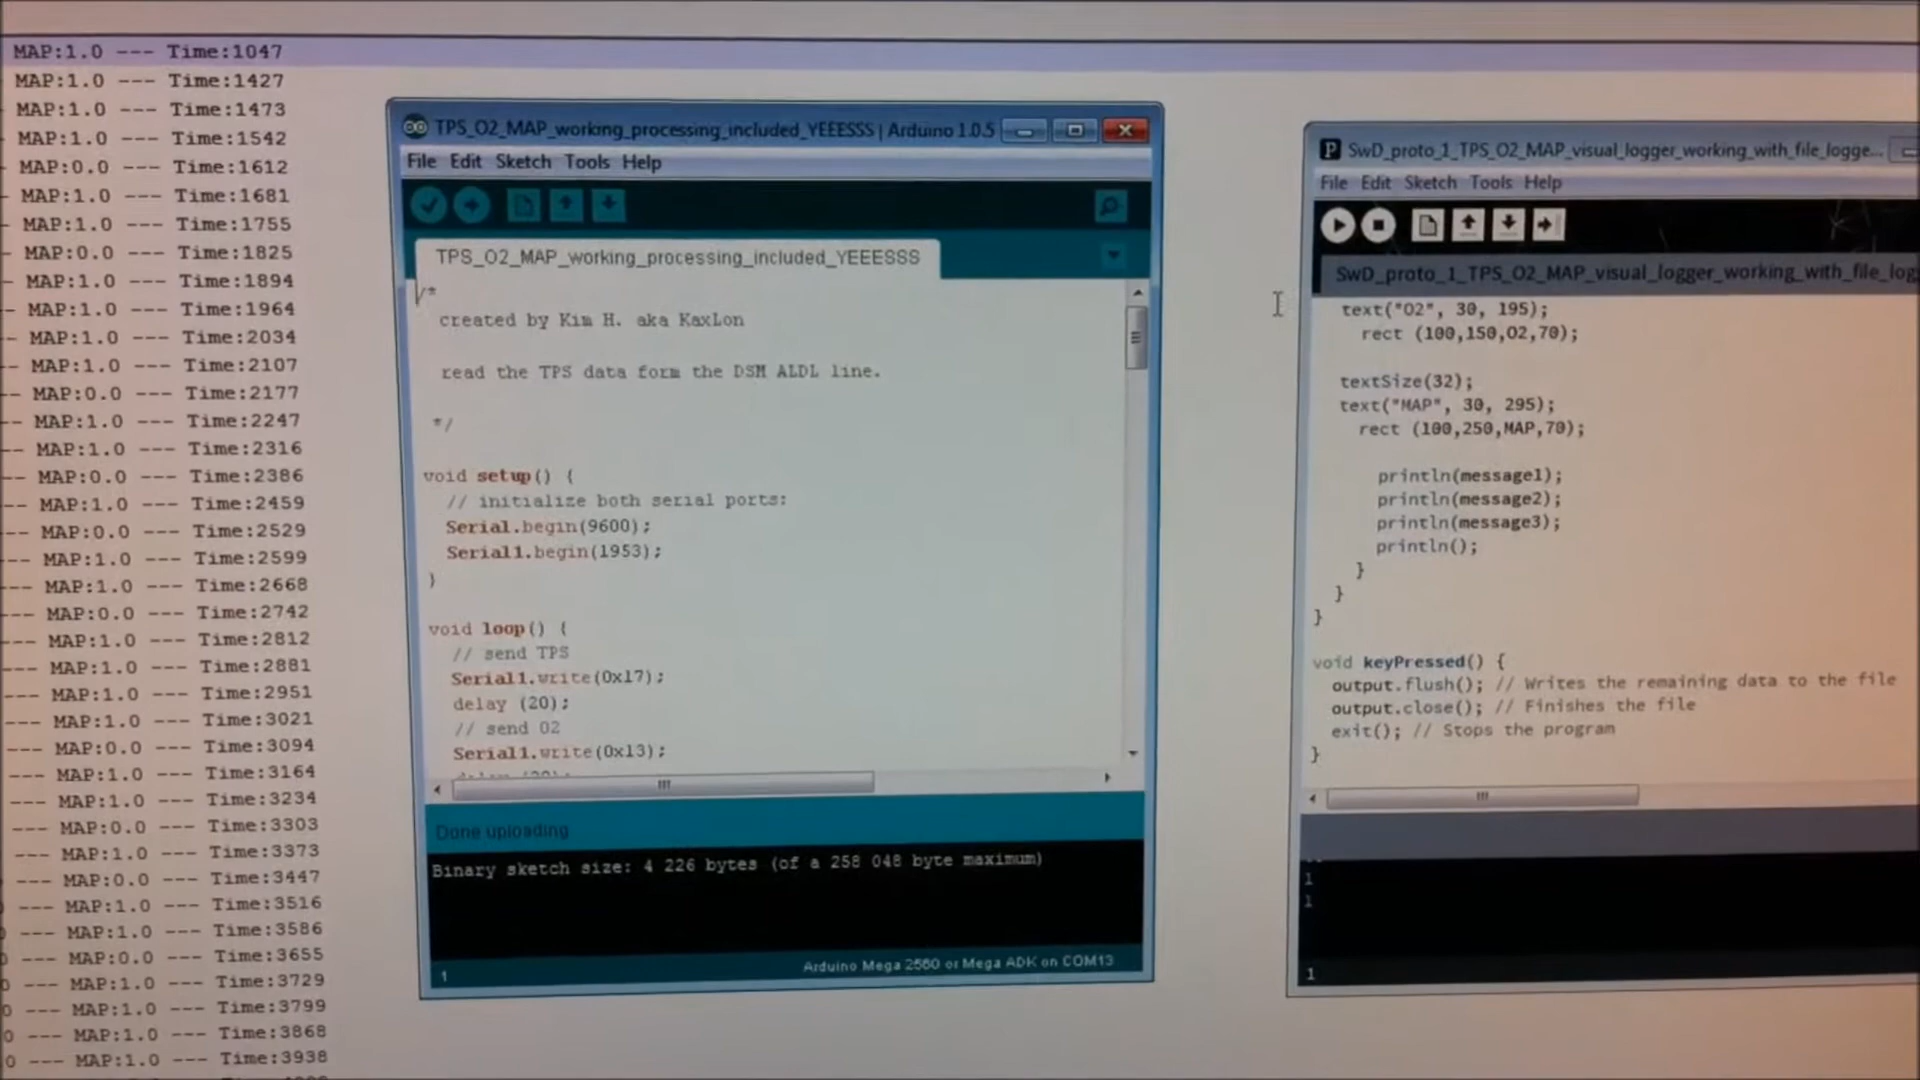 MAP:1.0 --- Time:1047
MAP:1.0 --- Time:1427
MAP:1.0 --- Time:1473
MAP:1.0 --- Time:1542
MAP:0.0 --- Time:1612
MAP:1.0 --- Time:1681
MAP:1.0 --- Time:1755
MAP:0.0 --- Time:1825
MAP:1.0 --- Time:1894
MAP:1.0 --- Time:1964
MAP:1.0 --- Time:2034
MAP:1.0 --- Time:2107
MAP:0.0 --- Time:2177
MAP:1.0 --- Time:2247
MAP:1.0 --- Time:2316
MAP:0.0 --- Time:2386
MAP:1.0 --- Time:2459
MAP:0.0 --- Time:2529
MAP:1.0 --- Time:2599
MAP:1.0 --- Time:2668
MAP:0.0 --- Time:2742
MAP:1.0 --- Time:2812
MAP:1.0 --- Time:2881
MAP:1.0 --- Time:2951
MAP:1.0 --- Time:3021
MAP:0.0 --- Time:3094
MAP:1.0 --- Time:3164
MAP:1.0 --- Time:3234
MAP:0.0 --- Time:3303
MAP:1.0 --- Time:3373
MAP:0.0 --- Time:3447
--- MAP:1.0 --- Time:3516
--- MAP:1.0 --- Time:3586
--- MAP:0.0 --- Time:3655
--- MAP:1.0 --- Time:3729
0 --- MAP:1.0 --- Time:3799
0 --- MAP:1.0 --- Time:3868
0 --- MAP:1.0 --- Time:3938
TPS_O2_MAP_working_processing_included_YEEESSS | Arduino 1.0.5
File Edit Sketch Tools Help
TPS_O2_MAP_working_processing_included_YEEESSS
/*
created by Kim H. aka KaxLon
read the TPS data form the DSM ALDL line.
*/
void setup() {
// initialize both serial ports:
Serial.begin(9600);
Serial1.begin(1953);
}
void loop() {
// send TPS
Serial1.write(0x17);
delay (20);
// send O2
Serial1.write(0x13);
Done uploading
Binary sketch size: 4 226 bytes (of a 258 048 byte maximum)
1
Arduino Mega 2560 or Mega ADK on COM13
SwD_proto_1_TPS_O2_MAP_visual_logger_working_with_file_logge...
File Edit Sketch Tools Help
SwD_proto_1_TPS_O2_MAP_visual_logger_working_with_file_log
text("O2", 30, 195);
rect (100,150,O2,70);
textSize(32);
text("MAP", 30, 295);
rect (100,250,MAP,70);
println(message1);
println(message2);
println(message3);
println();
}
}
}
void keyPressed() {
output.flush(); // Writes the remaining data to the file
output.close(); // Finishes the file
exit(); // Stops the program
}
1
1
1